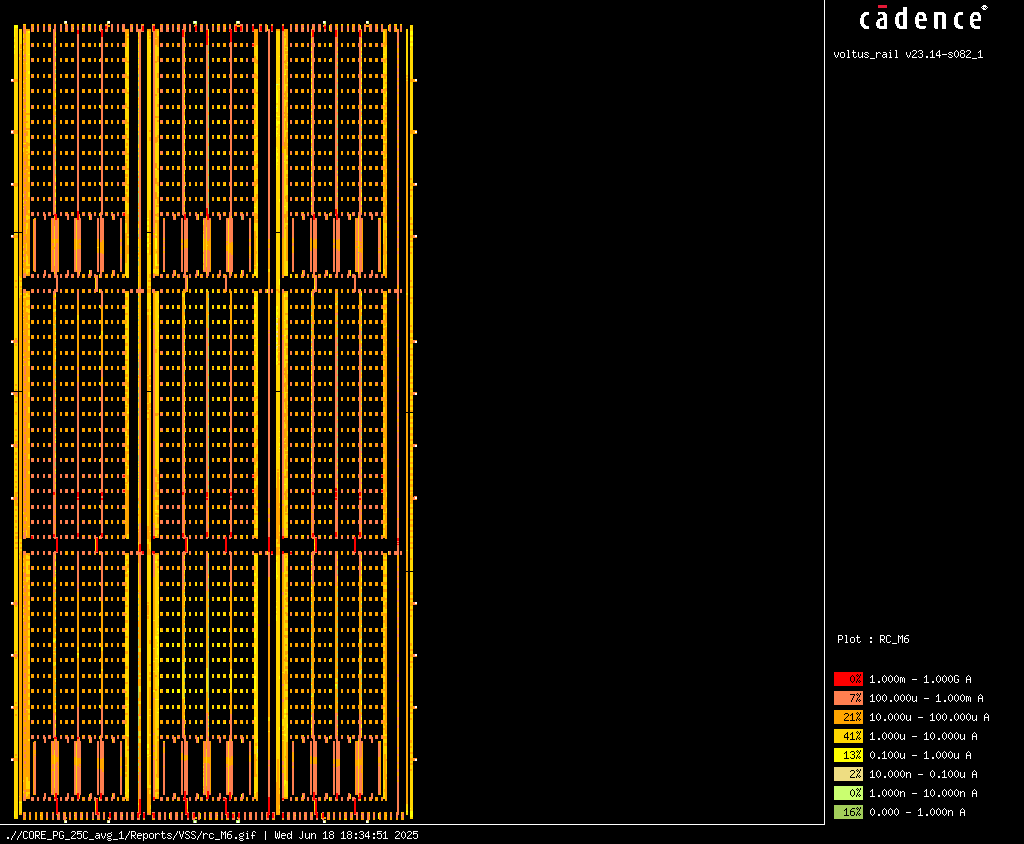 cādence®
voltus_rail v23.14-s082_1
Plot : RC_M6
0% 1.000m - 1.000G A
7% 100.000u - 1.000m A
21% 10.000u - 100.000u A
41% 1.000u - 10.000u A
13% 0.100u - 1.000u A
2% 10.000n - 0.100u A
0% 1.000n - 10.000n A
16% 0.000 - 1.000n A
.//CORE_PG_25C_avg_1/Reports/VSS/rc_M6.gif | Wed Jun 18 18:34:51 2025